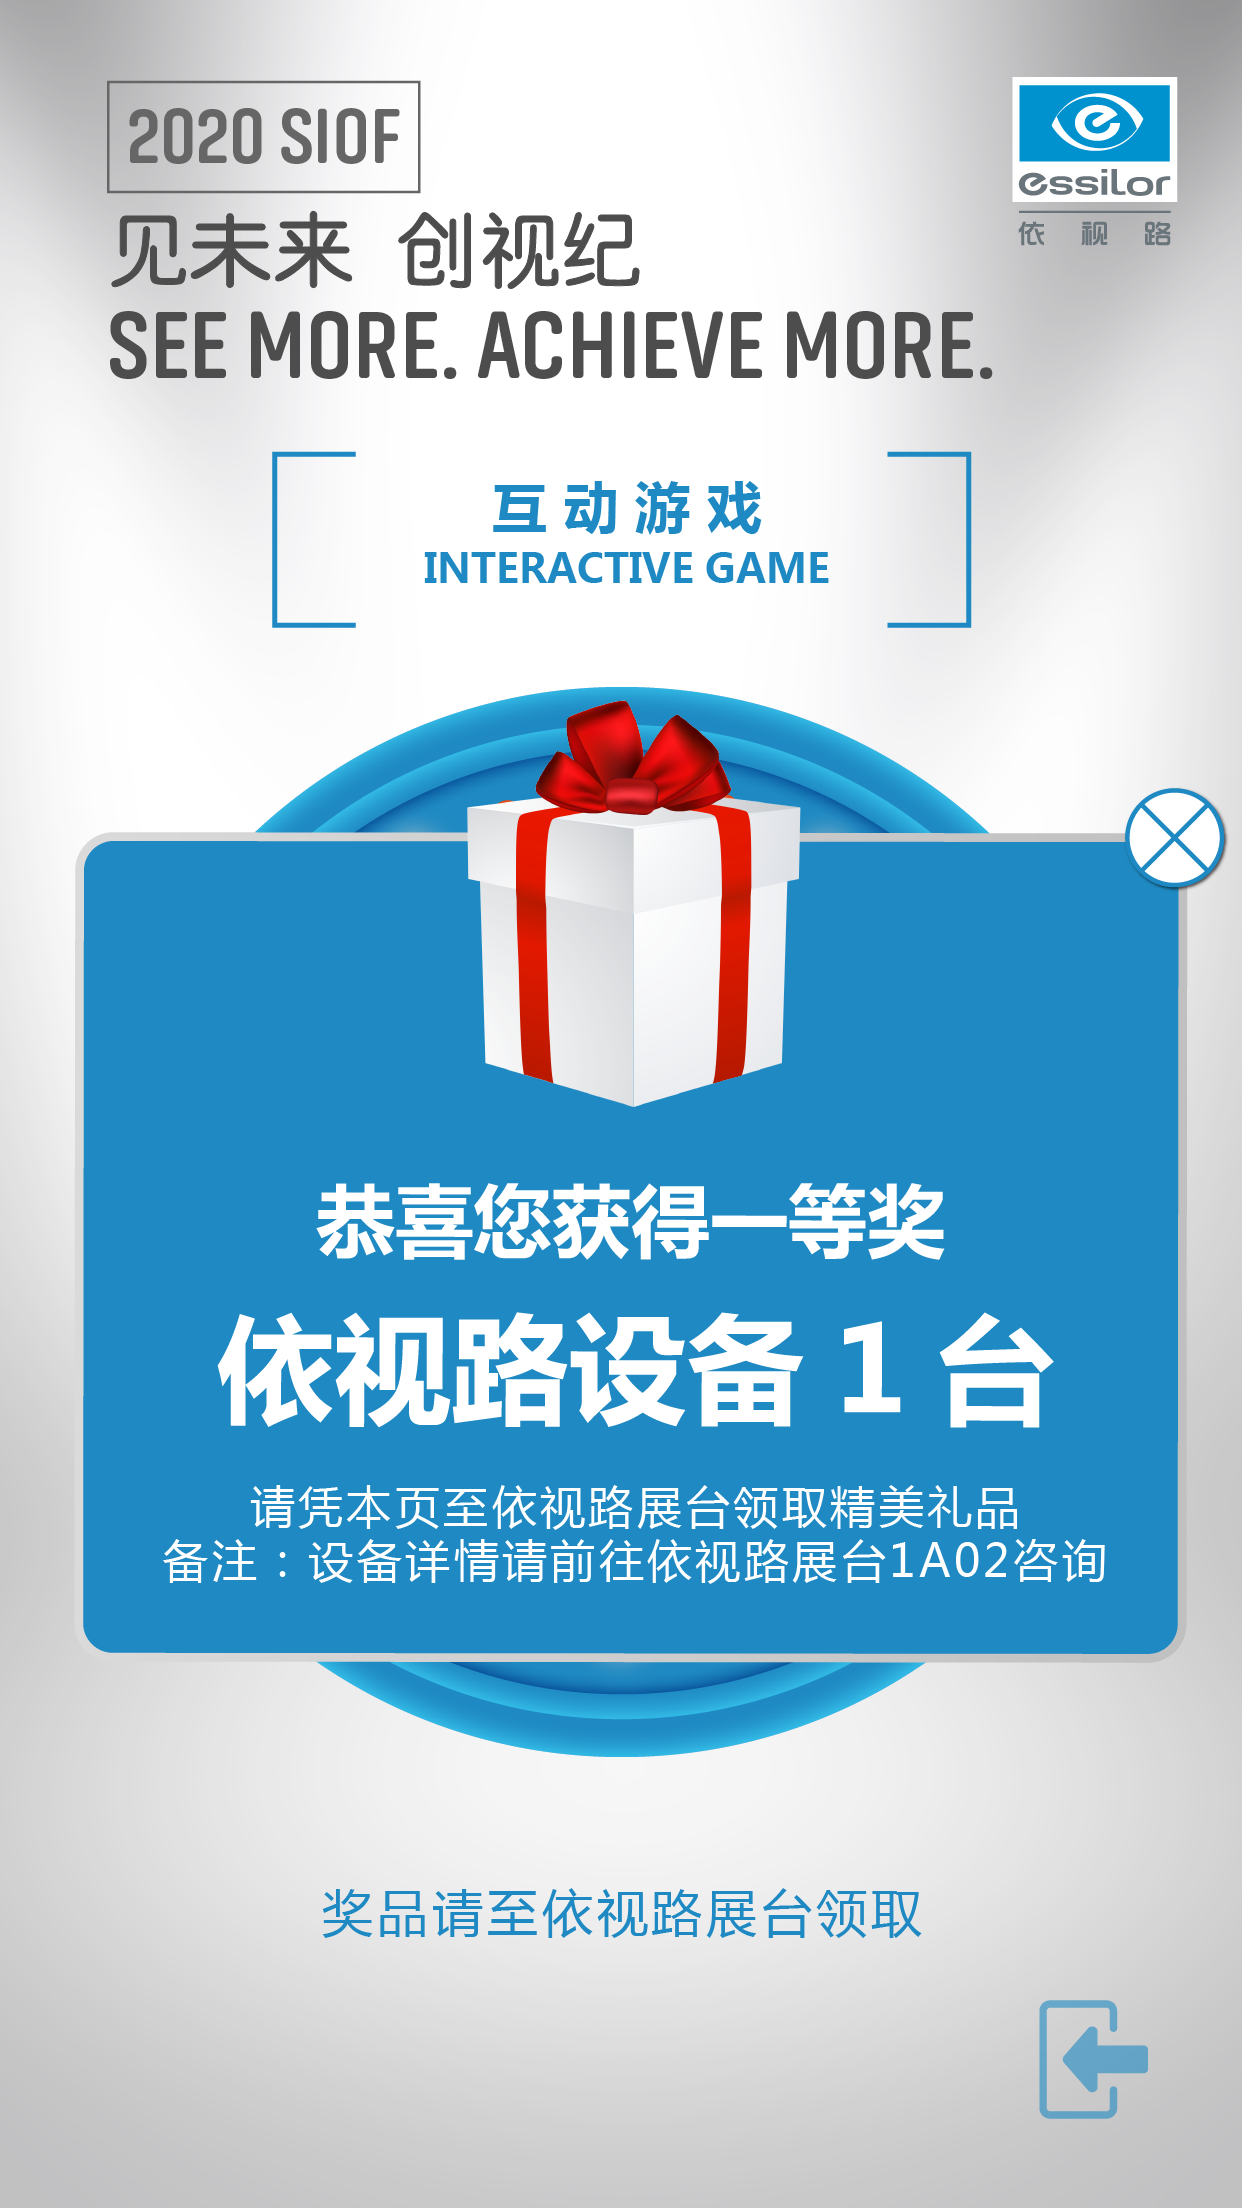 2020 SIOF
essilor
依视路
见未来 创视纪
SEE MORE. ACHIEVE MORE.
互动游戏
INTERACTIVE GAME
恭喜您获得一等奖
依视路设备1台
请凭本页至依视路展台领取精美礼品
备注：设备详情请前往依视路展台1A02咨询
奖品请至依视路展台领取